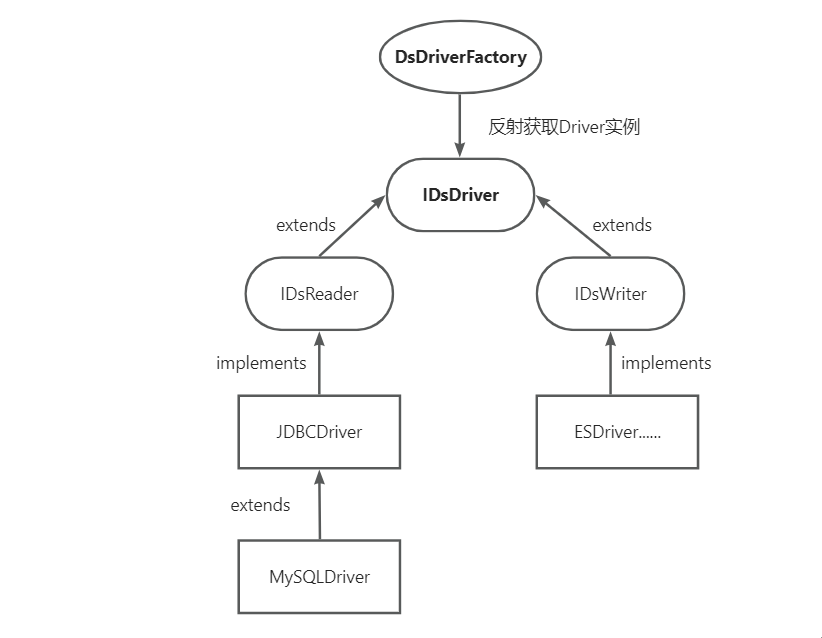 DsDriverFactory
反射获取Driver实例
IDsDriver
extends
extends
IDsReader
IDsWriter
implements
implements
JDBCDriver
ESDriver......
extends
MySQLDriver